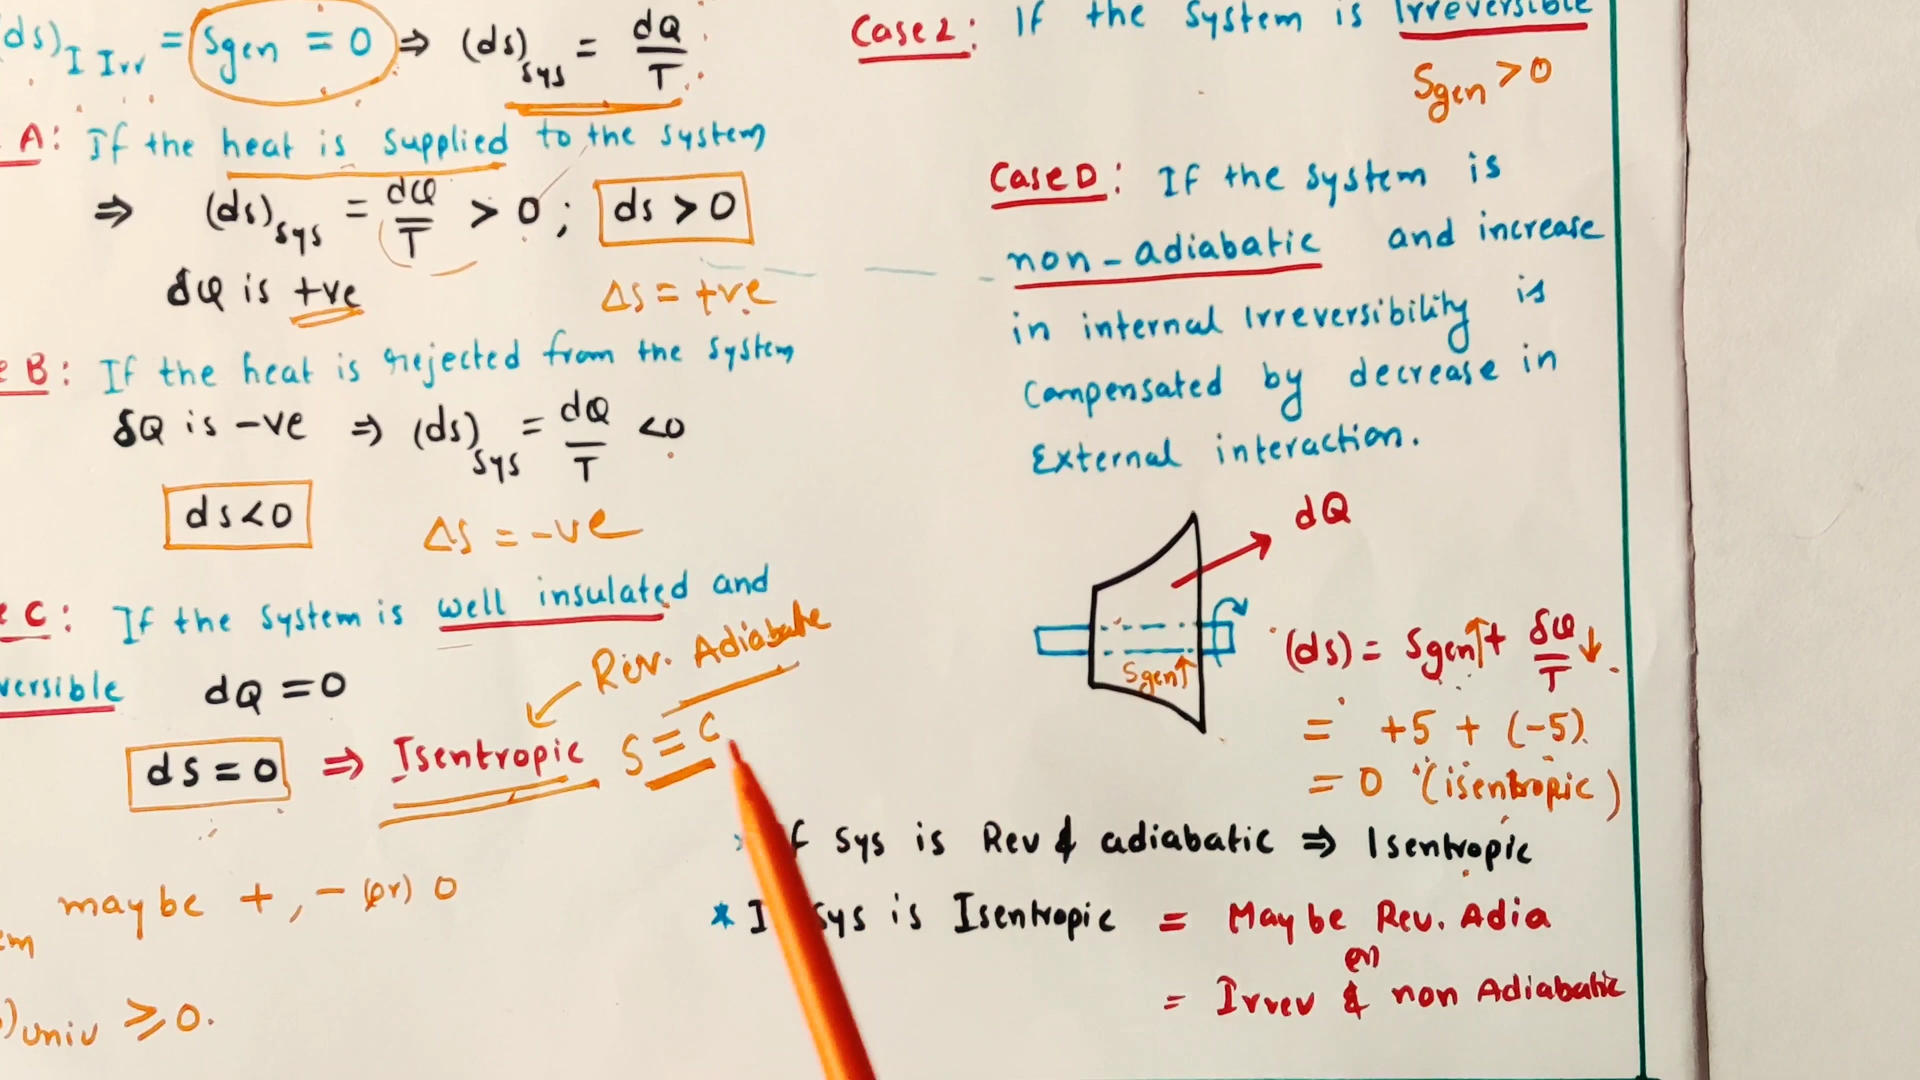 ds)I Irr = Sgen = 0 ⇒ (ds)sys = dQ/T
A: If the heat is supplied to the system
⇒ (ds)sys = dQ/T > 0 ; ds > 0
dQ is +ve Δs = +ve
B: If the heat is rejected from the system
δQ is -ve ⇒ (ds)sys = dQ/T <0
ds<0 Δs = -ve
C: If the system is well insulated and
versible dQ = 0 Rev. Adiabatic
ds = 0 ⇒ Isentropic S = C
maybe +, - (or) 0
em
)univ ≥ 0.
Case 2: If the system is Irreversible
Sgen > 0
Case D: If the system is
non-adiabatic and increase
in internal Irreversibility is is
compensated by decrease in
External interaction.
dQ
Sgen↑
(ds) = Sgen↑ + δQ/T ↓
= +5 + (-5)
= 0 (isentropic)
If sys is Rev & adiabatic ⇒ Isentropic
* sys is Isentropic = Maybe Rev. Adia
(or)
= Irrev & non Adiabatic